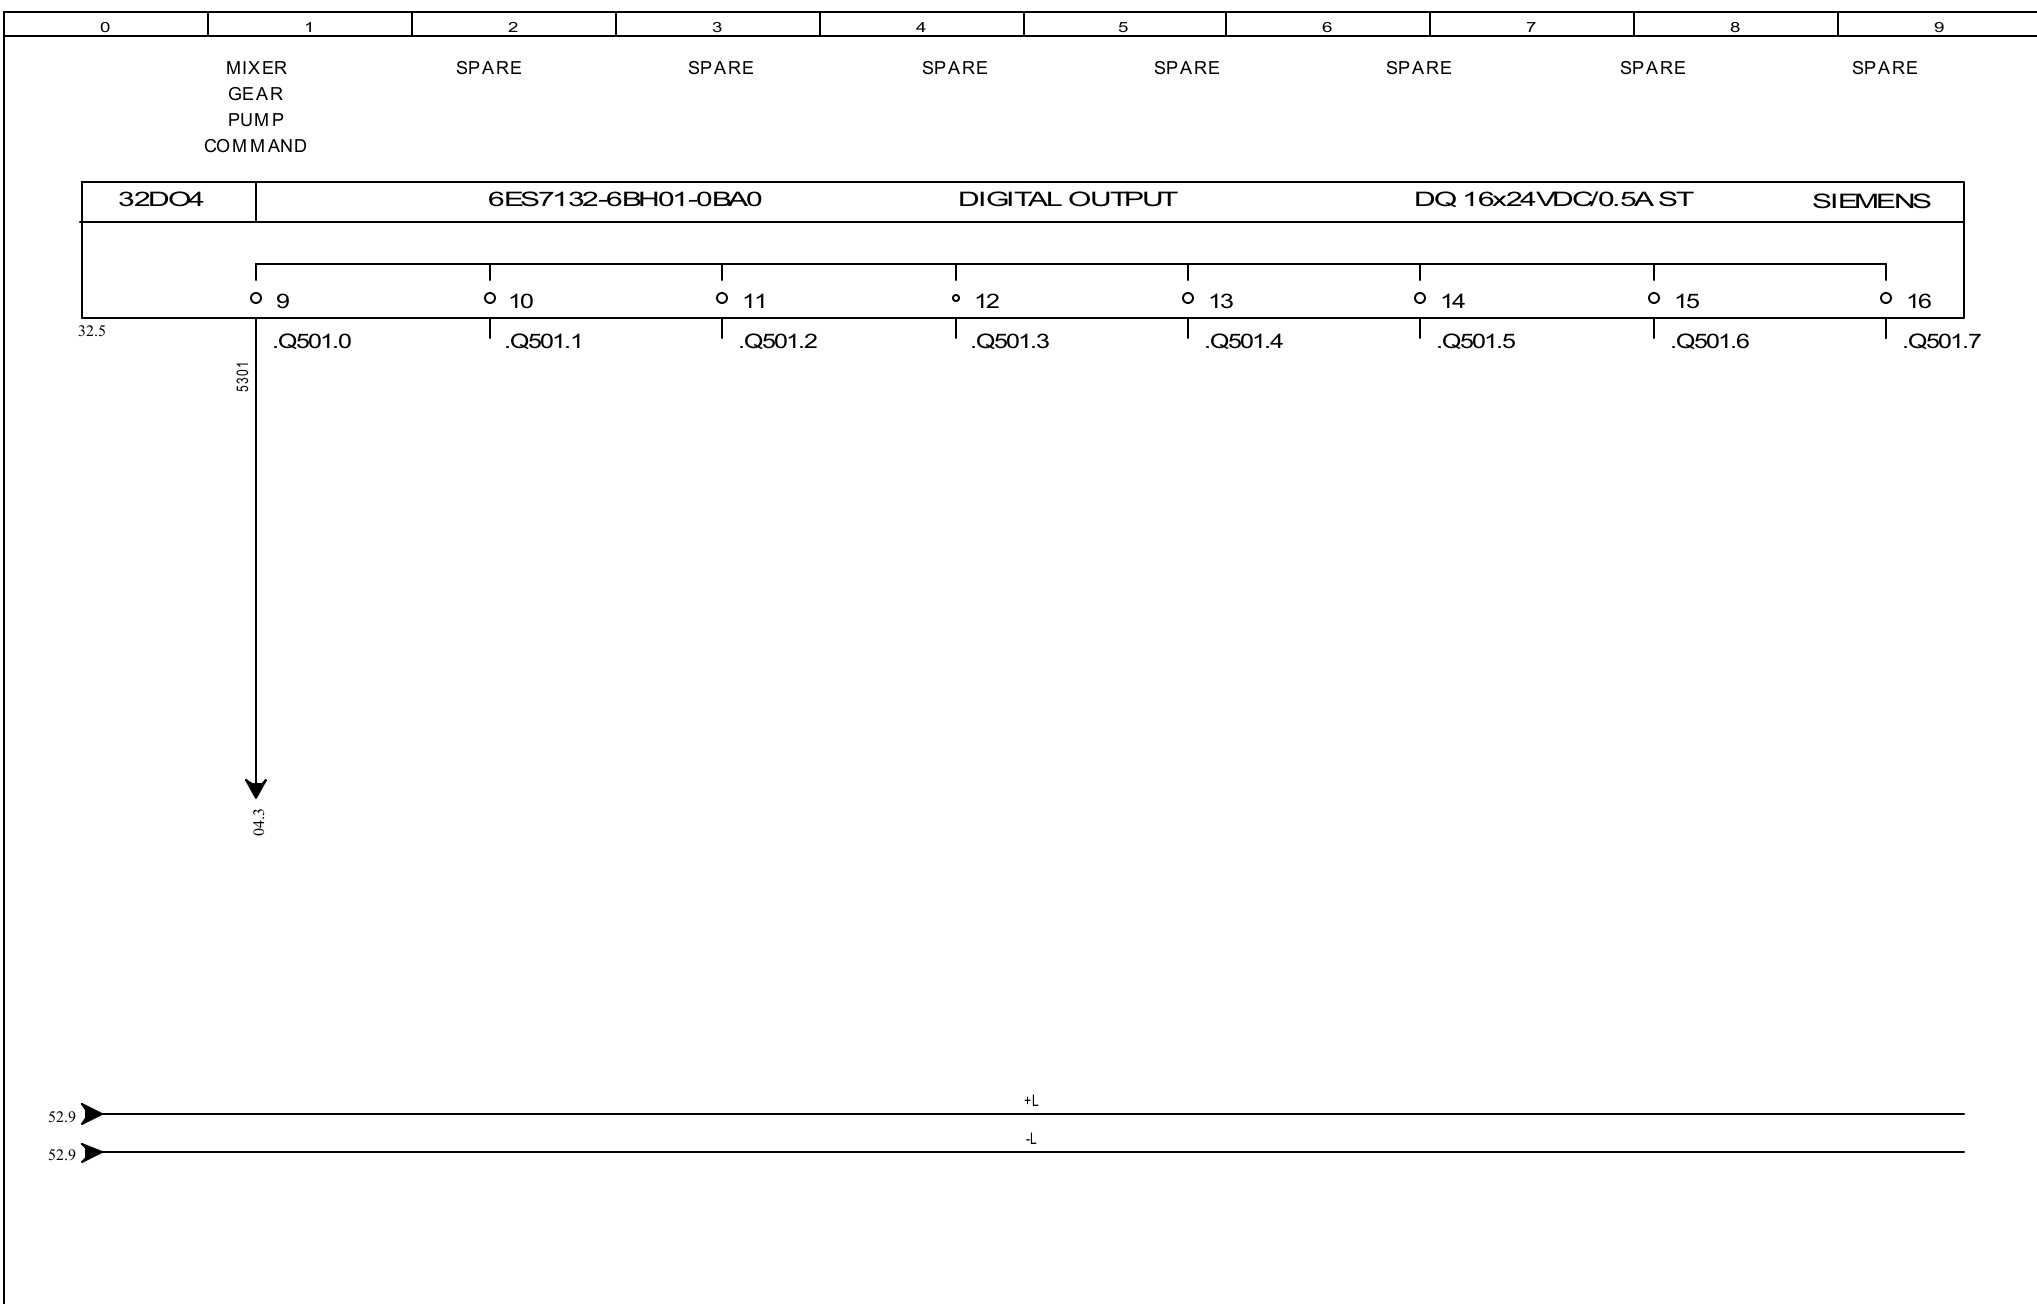 0 1 2 3 4 5 6 7 8 9
MIXER SPARE SPARE SPARE SPARE SPARE SPARE SPARE
GEAR
PUMP
COMMAND
32DO4 6ES7132-6BH01-0BA0 DIGITAL OUTPUT DQ 16x24VDC/0.5A ST SIEMENS
9 10 11 12 13 14 15 16
32.5
.Q501.0 .Q501.1 .Q501.2 .Q501.3 .Q501.4 .Q501.5 .Q501.6 .Q501.7
5301
04.3
+L
52.9
-L
52.9